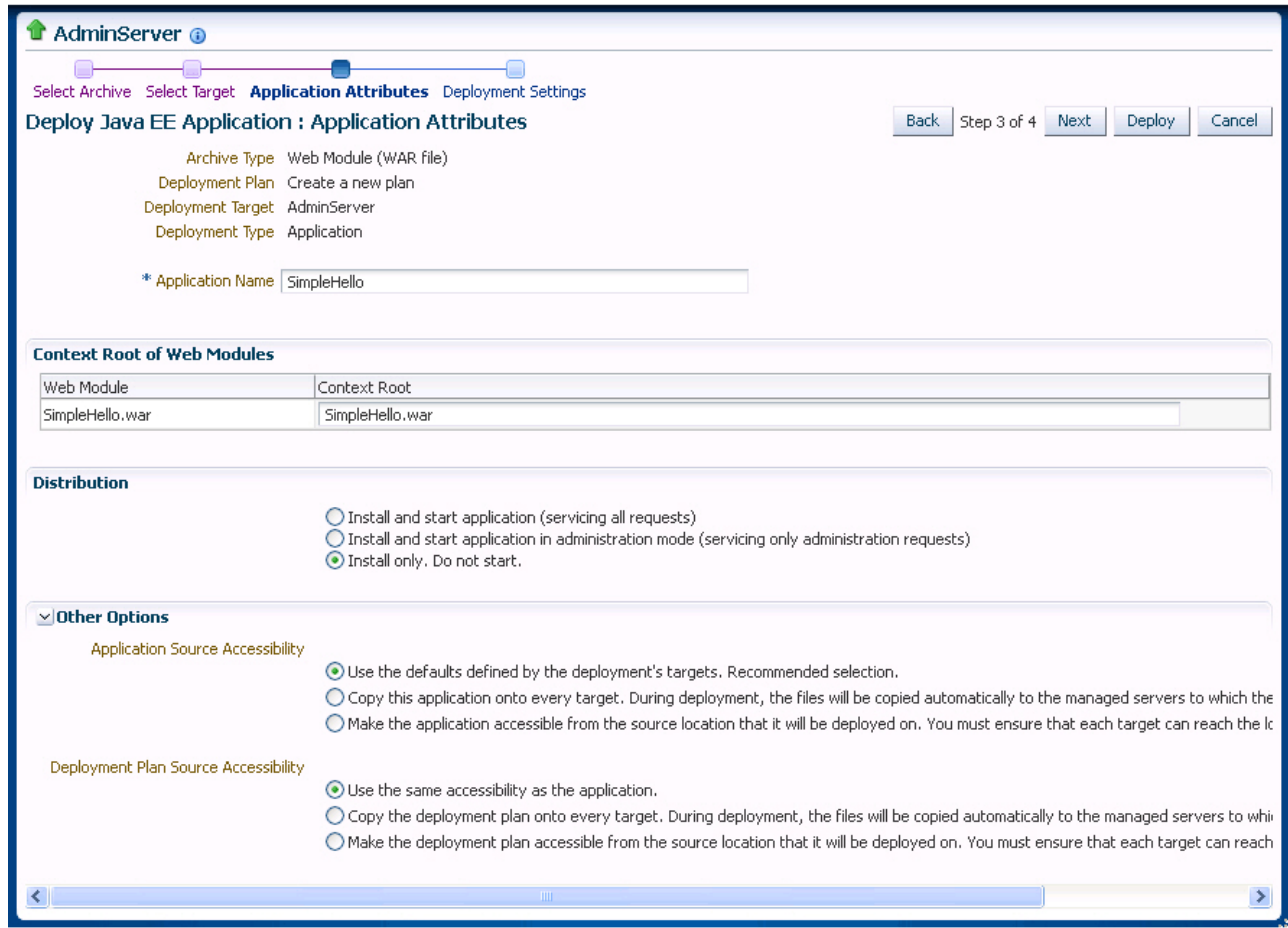 AdminServer
Select Archive Select Target Application Attributes Deployment Settings
Deploy Java EE Application : Application Attributes
Back Step 3 of 4 Next Deploy Cancel
Archive Type Web Module (WAR file)
Deployment Plan Create a new plan
Deployment Target AdminServer
Deployment Type Application
* Application Name SimpleHello
Context Root of Web Modules
Web Module Context Root
SimpleHello.war SimpleHello.war
Distribution
Install and start application (servicing all requests)
Install and start application in administration mode (servicing only administration requests)
Install only. Do not start.
Other Options
Application Source Accessibility
Use the defaults defined by the deployment's targets. Recommended selection.
Copy this application onto every target. During deployment, the files will be copied automatically to the managed servers to which the
Make the application accessible from the source location that it will be deployed on. You must ensure that each target can reach the
Deployment Plan Source Accessibility
Use the same accessibility as the application.
Copy the deployment plan onto every target. During deployment, the files will be copied automatically to the managed servers to
Make the deployment plan accessible from the source location that it will be deployed on. You must ensure that each target can reach